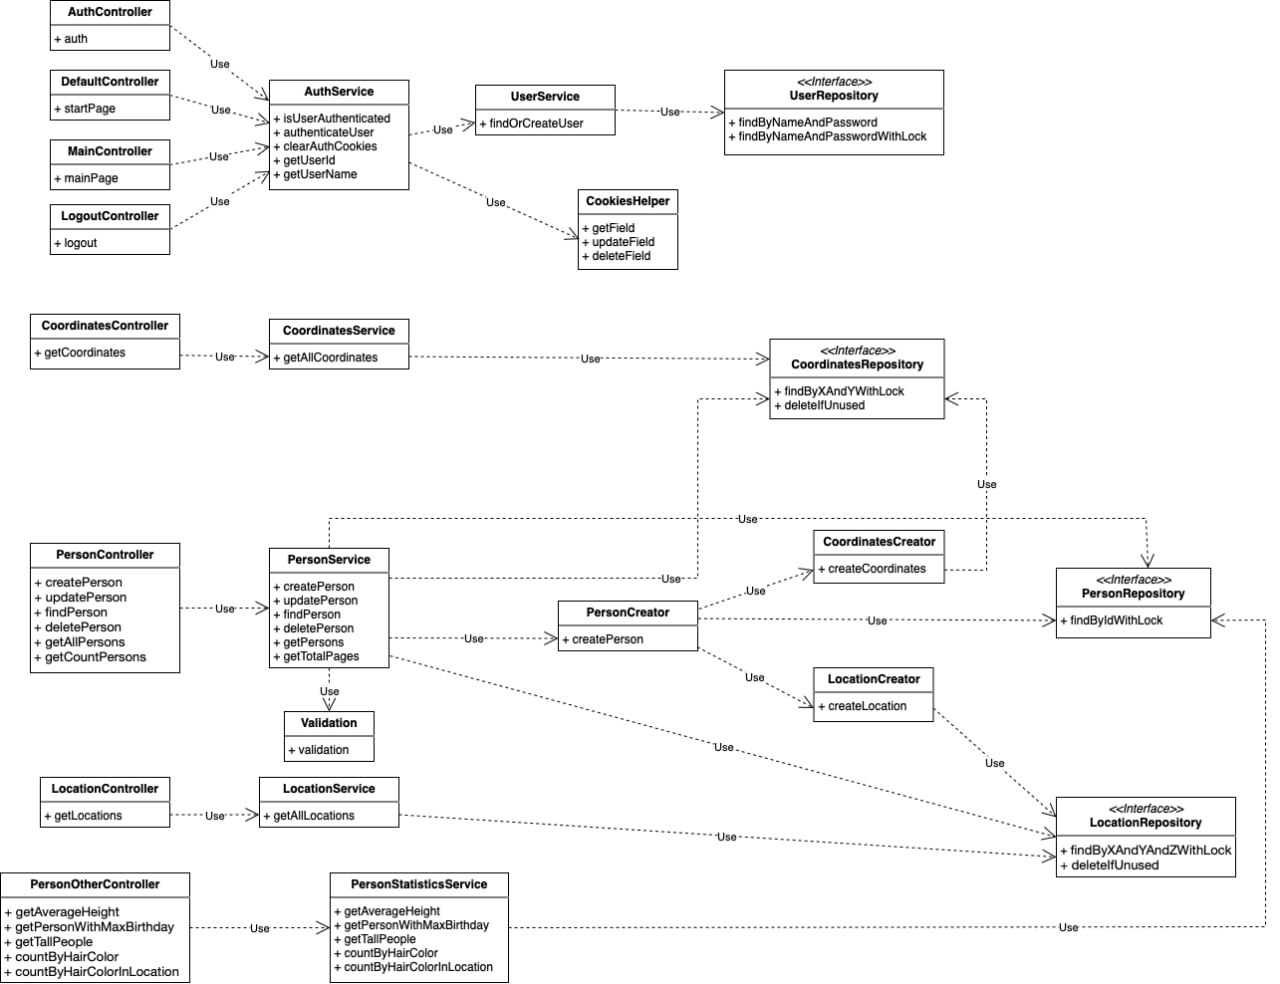 AuthController
+ auth
Use
DefaultController
+ startPage
Use
MainController
+ mainPage
Use
LogoutController
+ logout
Use
AuthService
+ isUserAuthenticated
+ authenticateUser
+ clearAuthCookies
+ getUserId
+ getUserName
Use
UserService
+ findOrCreateUser
Use
<<Interface>>
UserRepository
+ findByNameAndPassword
+ findByNameAndPasswordWithLock
Use
CookiesHelper
+ getField
+ updateField
+ deleteField
CoordinatesController
+ getCoordinates
Use
CoordinatesService
+ getAllCoordinates
Use
<<Interface>>
CoordinatesRepository
+ findByXAndYWithLock
+ deleteIfUnused
Use
Use
PersonController
+ createPerson
+ updatePerson
+ findPerson
+ deletePerson
+ getAllPersons
+ getCountPersons
Use
PersonService
+ createPerson
+ updatePerson
+ findPerson
+ deletePerson
+ getPersons
+ getTotalPages
Use
Use
PersonCreator
+ createPerson
Use
CoordinatesCreator
+ createCoordinates
Use
<<Interface>>
PersonRepository
+ findByIdWithLock
Use
LocationCreator
+ createLocation
Use
Validation
+ validation
Use
Use
LocationController
+ getLocations
Use
LocationService
+ getAllLocations
Use
<<Interface>>
LocationRepository
+ findByXAndYAndZWithLock
+ deleteIfUnused
PersonOtherController
+ getAverageHeight
+ getPersonWithMaxBirthday
+ getTallPeople
+ countByHairColor
+ countByHairColorInLocation
Use
PersonStatisticsService
+ getAverageHeight
+ getPersonWithMaxBirthday
+ getTallPeople
+ countByHairColor
+ countByHairColorInLocation
Use